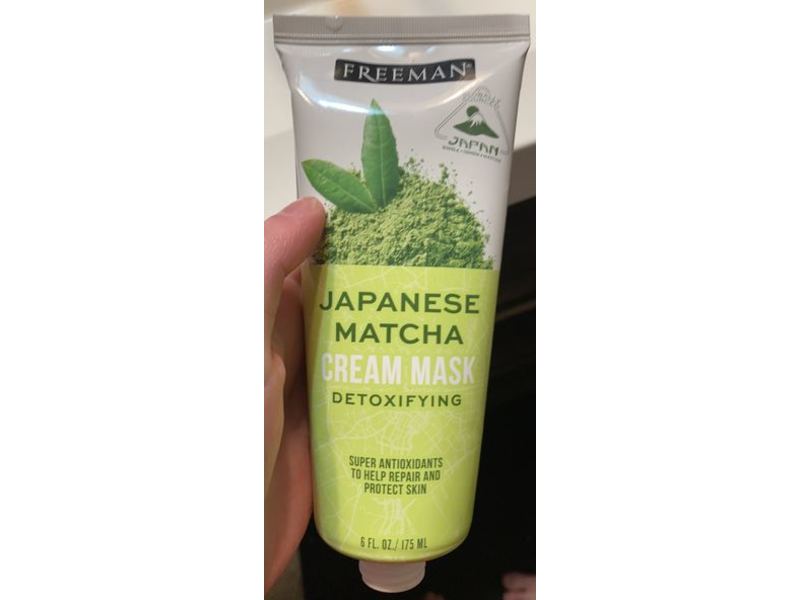 FREEMAN
JAPAN
JAPANESE
MATCHA
CREAM MASK
DETOXIFYING
SUPER ANTIOXIDANTS
TO HELP REPAIR AND
PROTECT SKIN
6 FL. OZ./175 ML